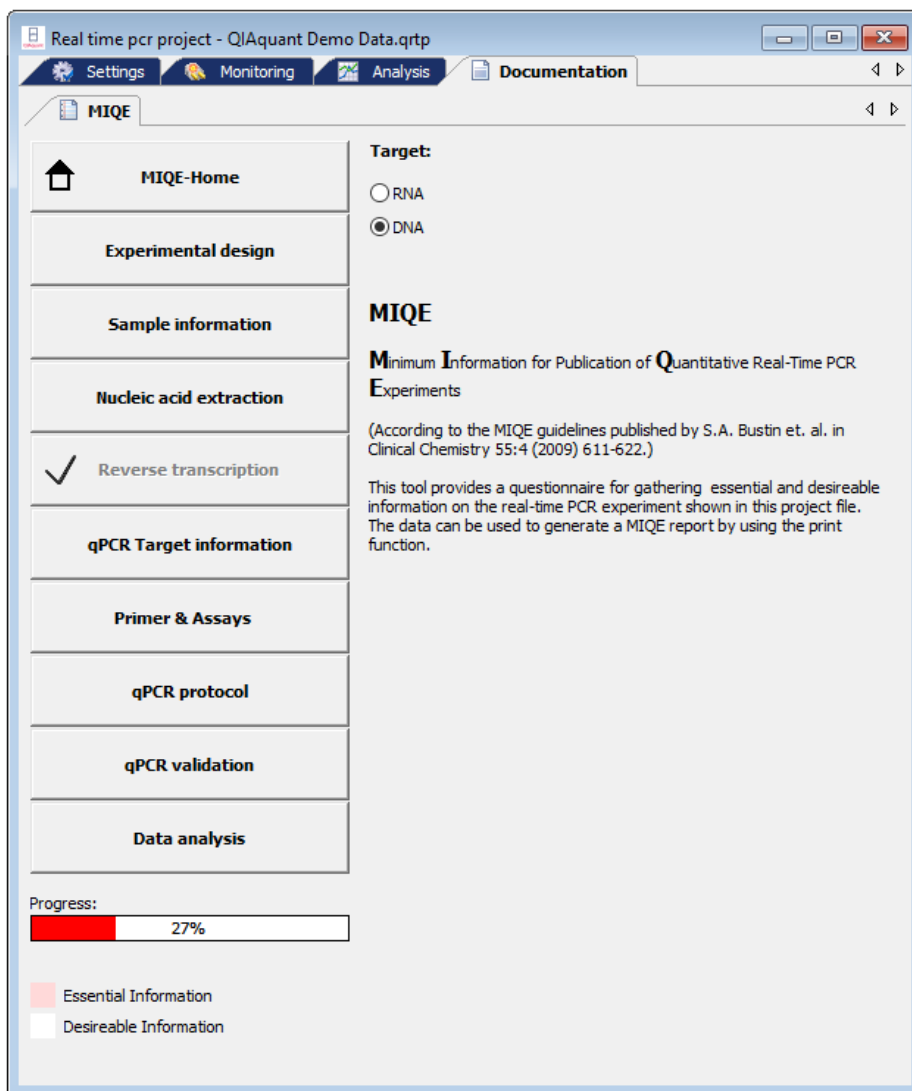 Real time pcr project - QIAquant Demo Data.qrtp
Settings
Monitoring
Analysis
Documentation
MIQE
MIQE-Home
Experimental design
Sample information
Nucleic acid extraction
Reverse transcription
qPCR Target information
Primer & Assays
qPCR protocol
qPCR validation
Data analysis
Progress:
27%
Essential Information
Desireable Information
Target:
RNA
DNA
MIQE
Minimum Information for Publication of Quantitative Real-Time PCR
Experiments
(According to the MIQE guidelines published by S.A. Bustin et. al. in
Clinical Chemistry 55:4 (2009) 611-622.)
This tool provides a questionnaire for gathering essential and desireable
information on the real-time PCR experiment shown in this project file.
The data can be used to generate a MIQE report by using the print
function.